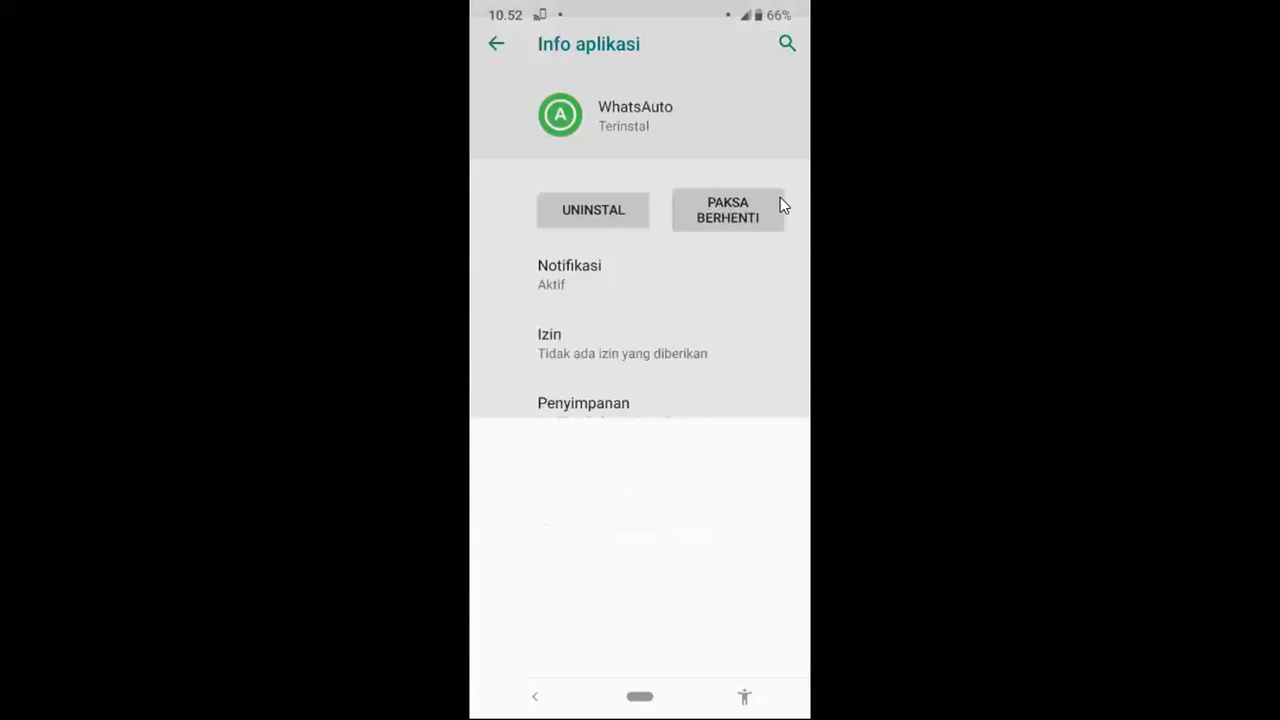 10.52
66%
Info aplikasi
A
WhatsAuto
Terinstal
UNINSTAL
PAKSA
BERHENTI
Notifikasi
Aktif
Izin
Tidak ada izin yang diberikan
Penyimpanan